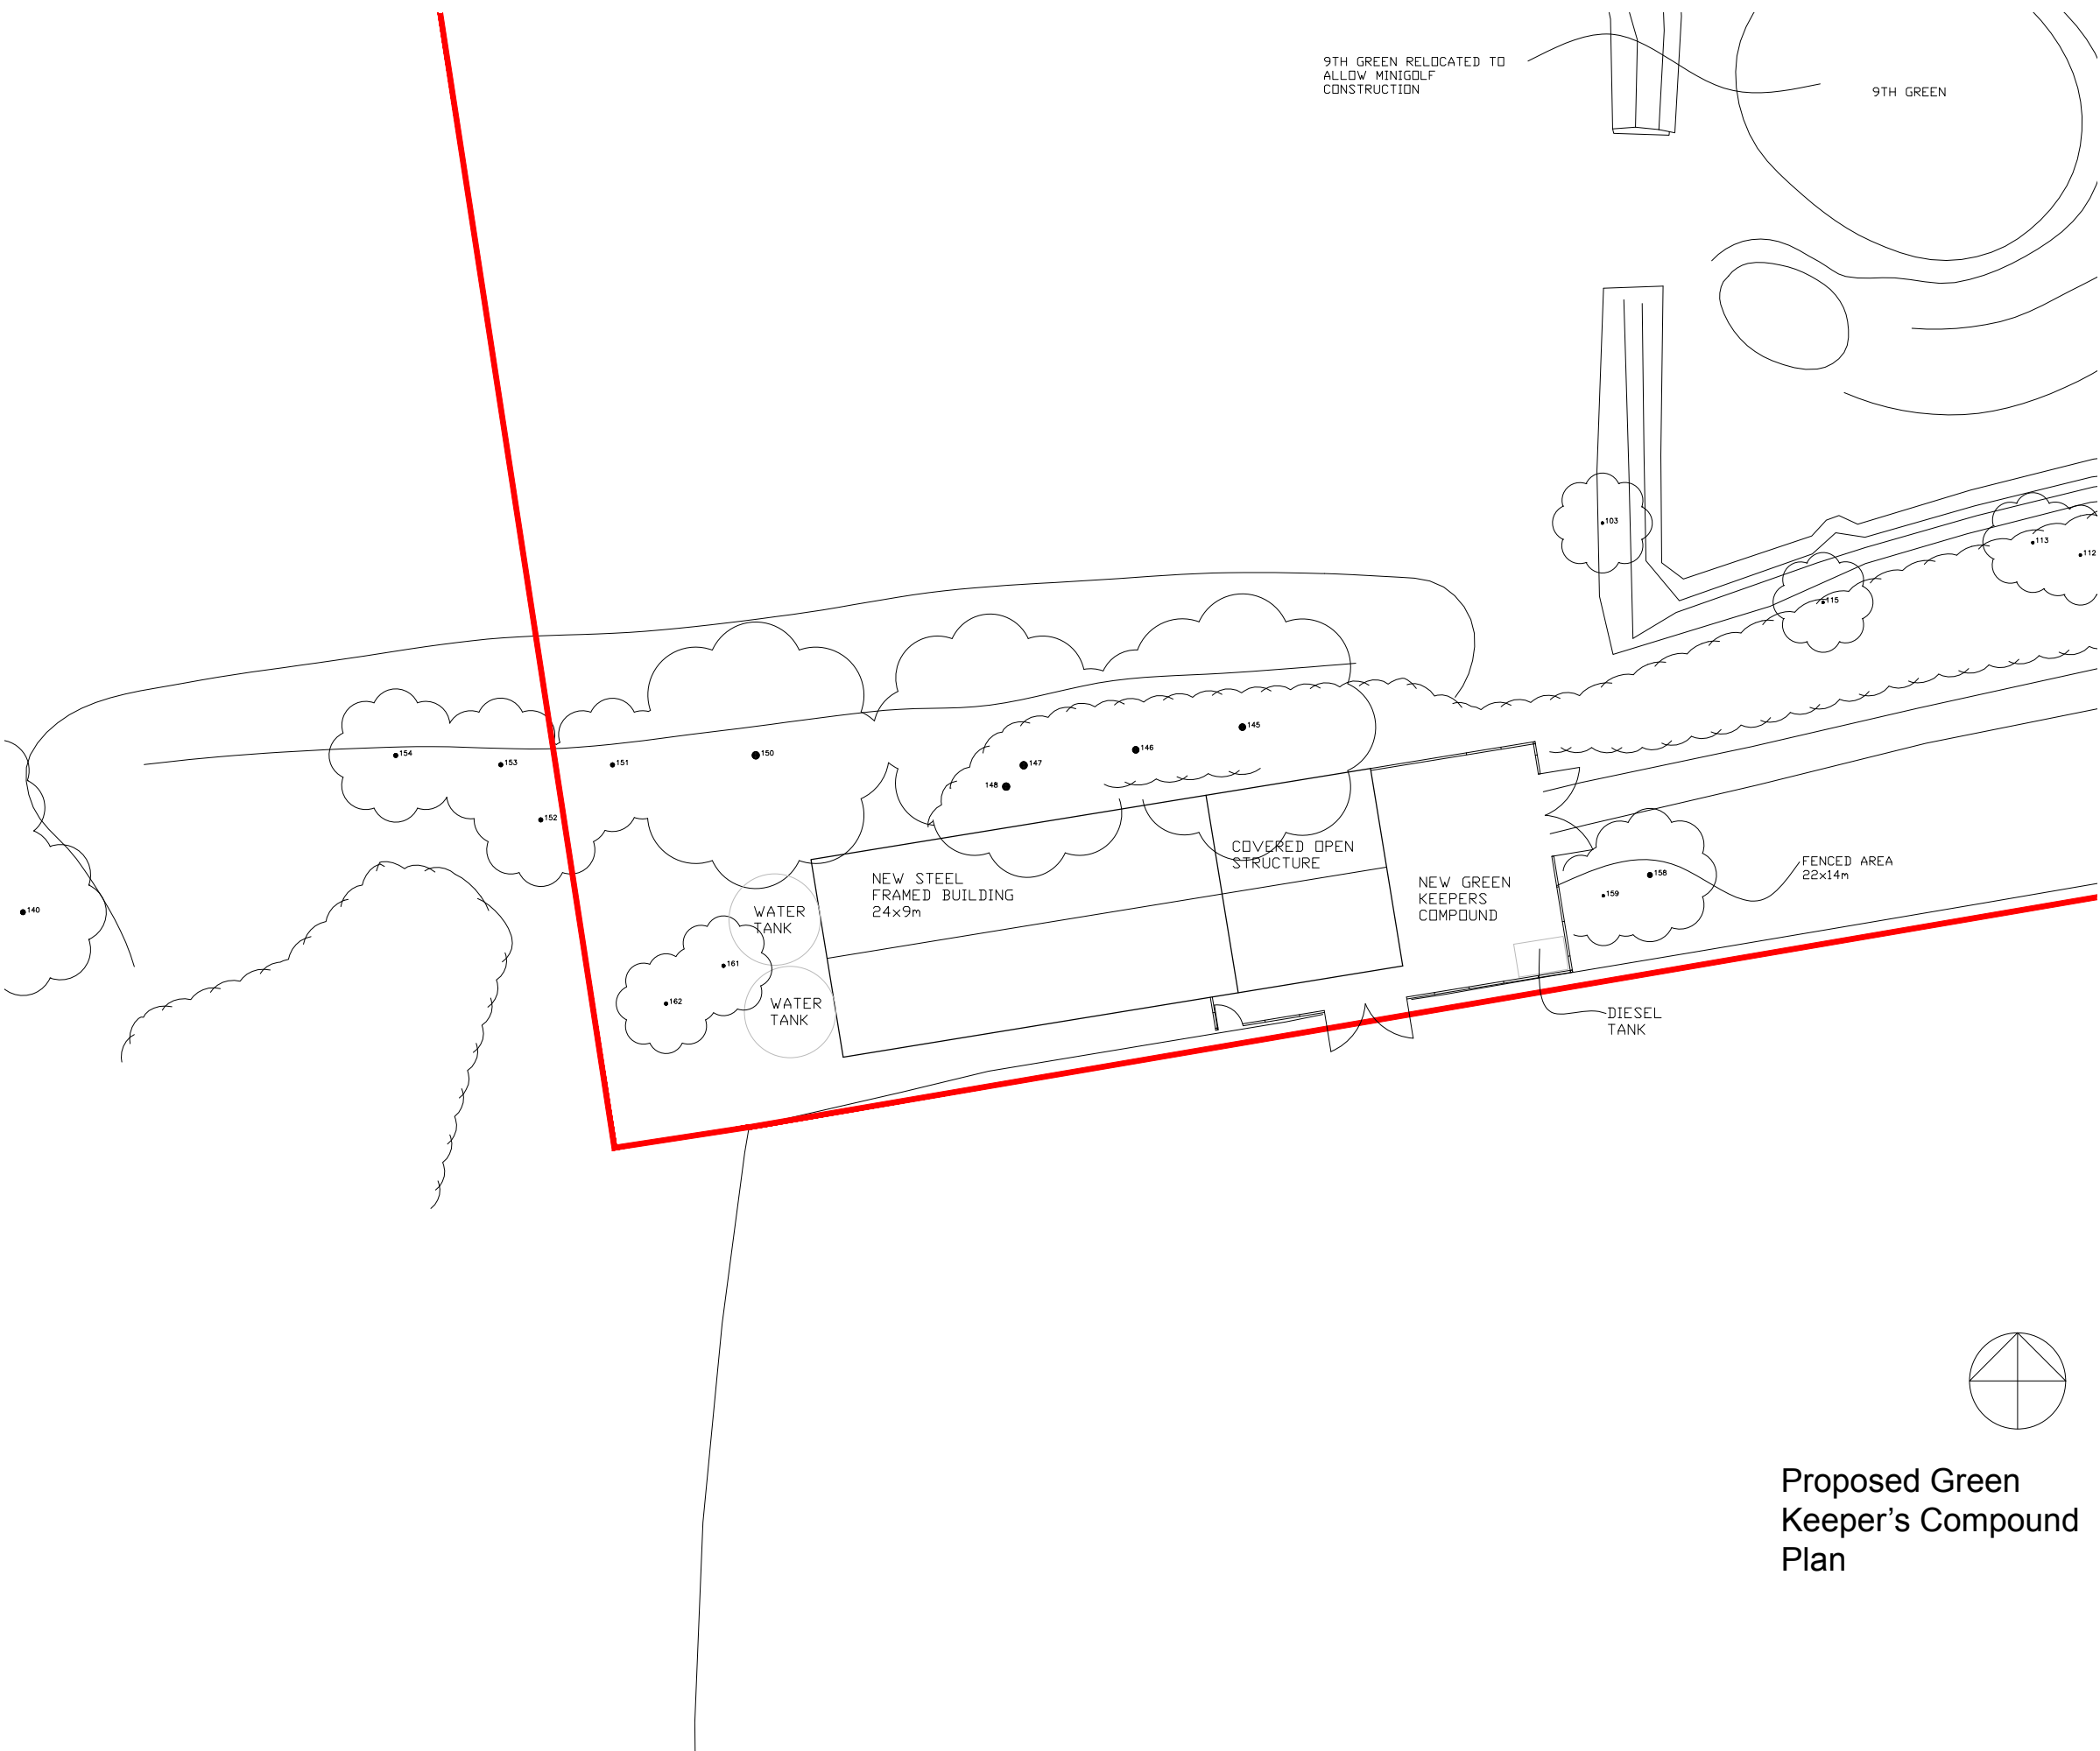 9TH GREEN RELOCATED TO
ALLOW MINIGOLF
CONSTRUCTION
9TH GREEN
103
113
112
115
145
146
147
148
150
151
152
153
154
140
COVERED OPEN
STRUCTURE
NEW STEEL
FRAMED BUILDING
24x9m
NEW GREEN
KEEPERS
COMPOUND
FENCED AREA
22x14m
158
159
WATER
TANK
161
162
WATER
TANK
DIESEL
TANK
Proposed Green
Keeper’s Compound
Plan